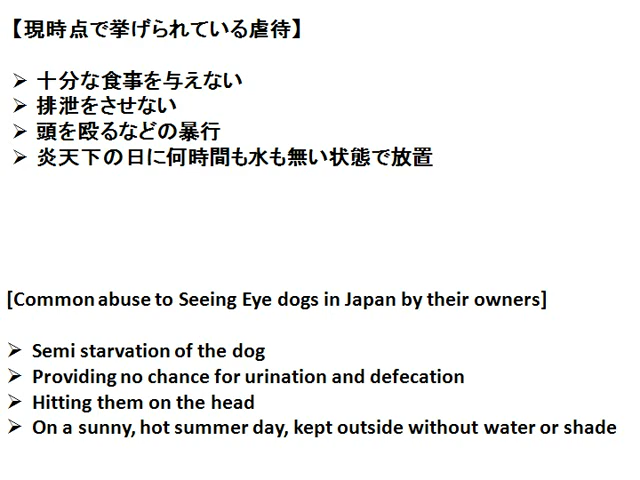 【現時点で挙げられている虐待】
➢ 十分な食事を与えない
➢ 排泄をさせない
➢ 頭を殴るなどの暴行
➢ 炎天下の日に何時間も水も無い状態で放置
[Common abuse to Seeing Eye dogs in Japan by their owners]
➢ Semi starvation of the dog
➢ Providing no chance for urination and defecation
➢ Hitting them on the head
➢ On a sunny, hot summer day, kept outside without water or shade